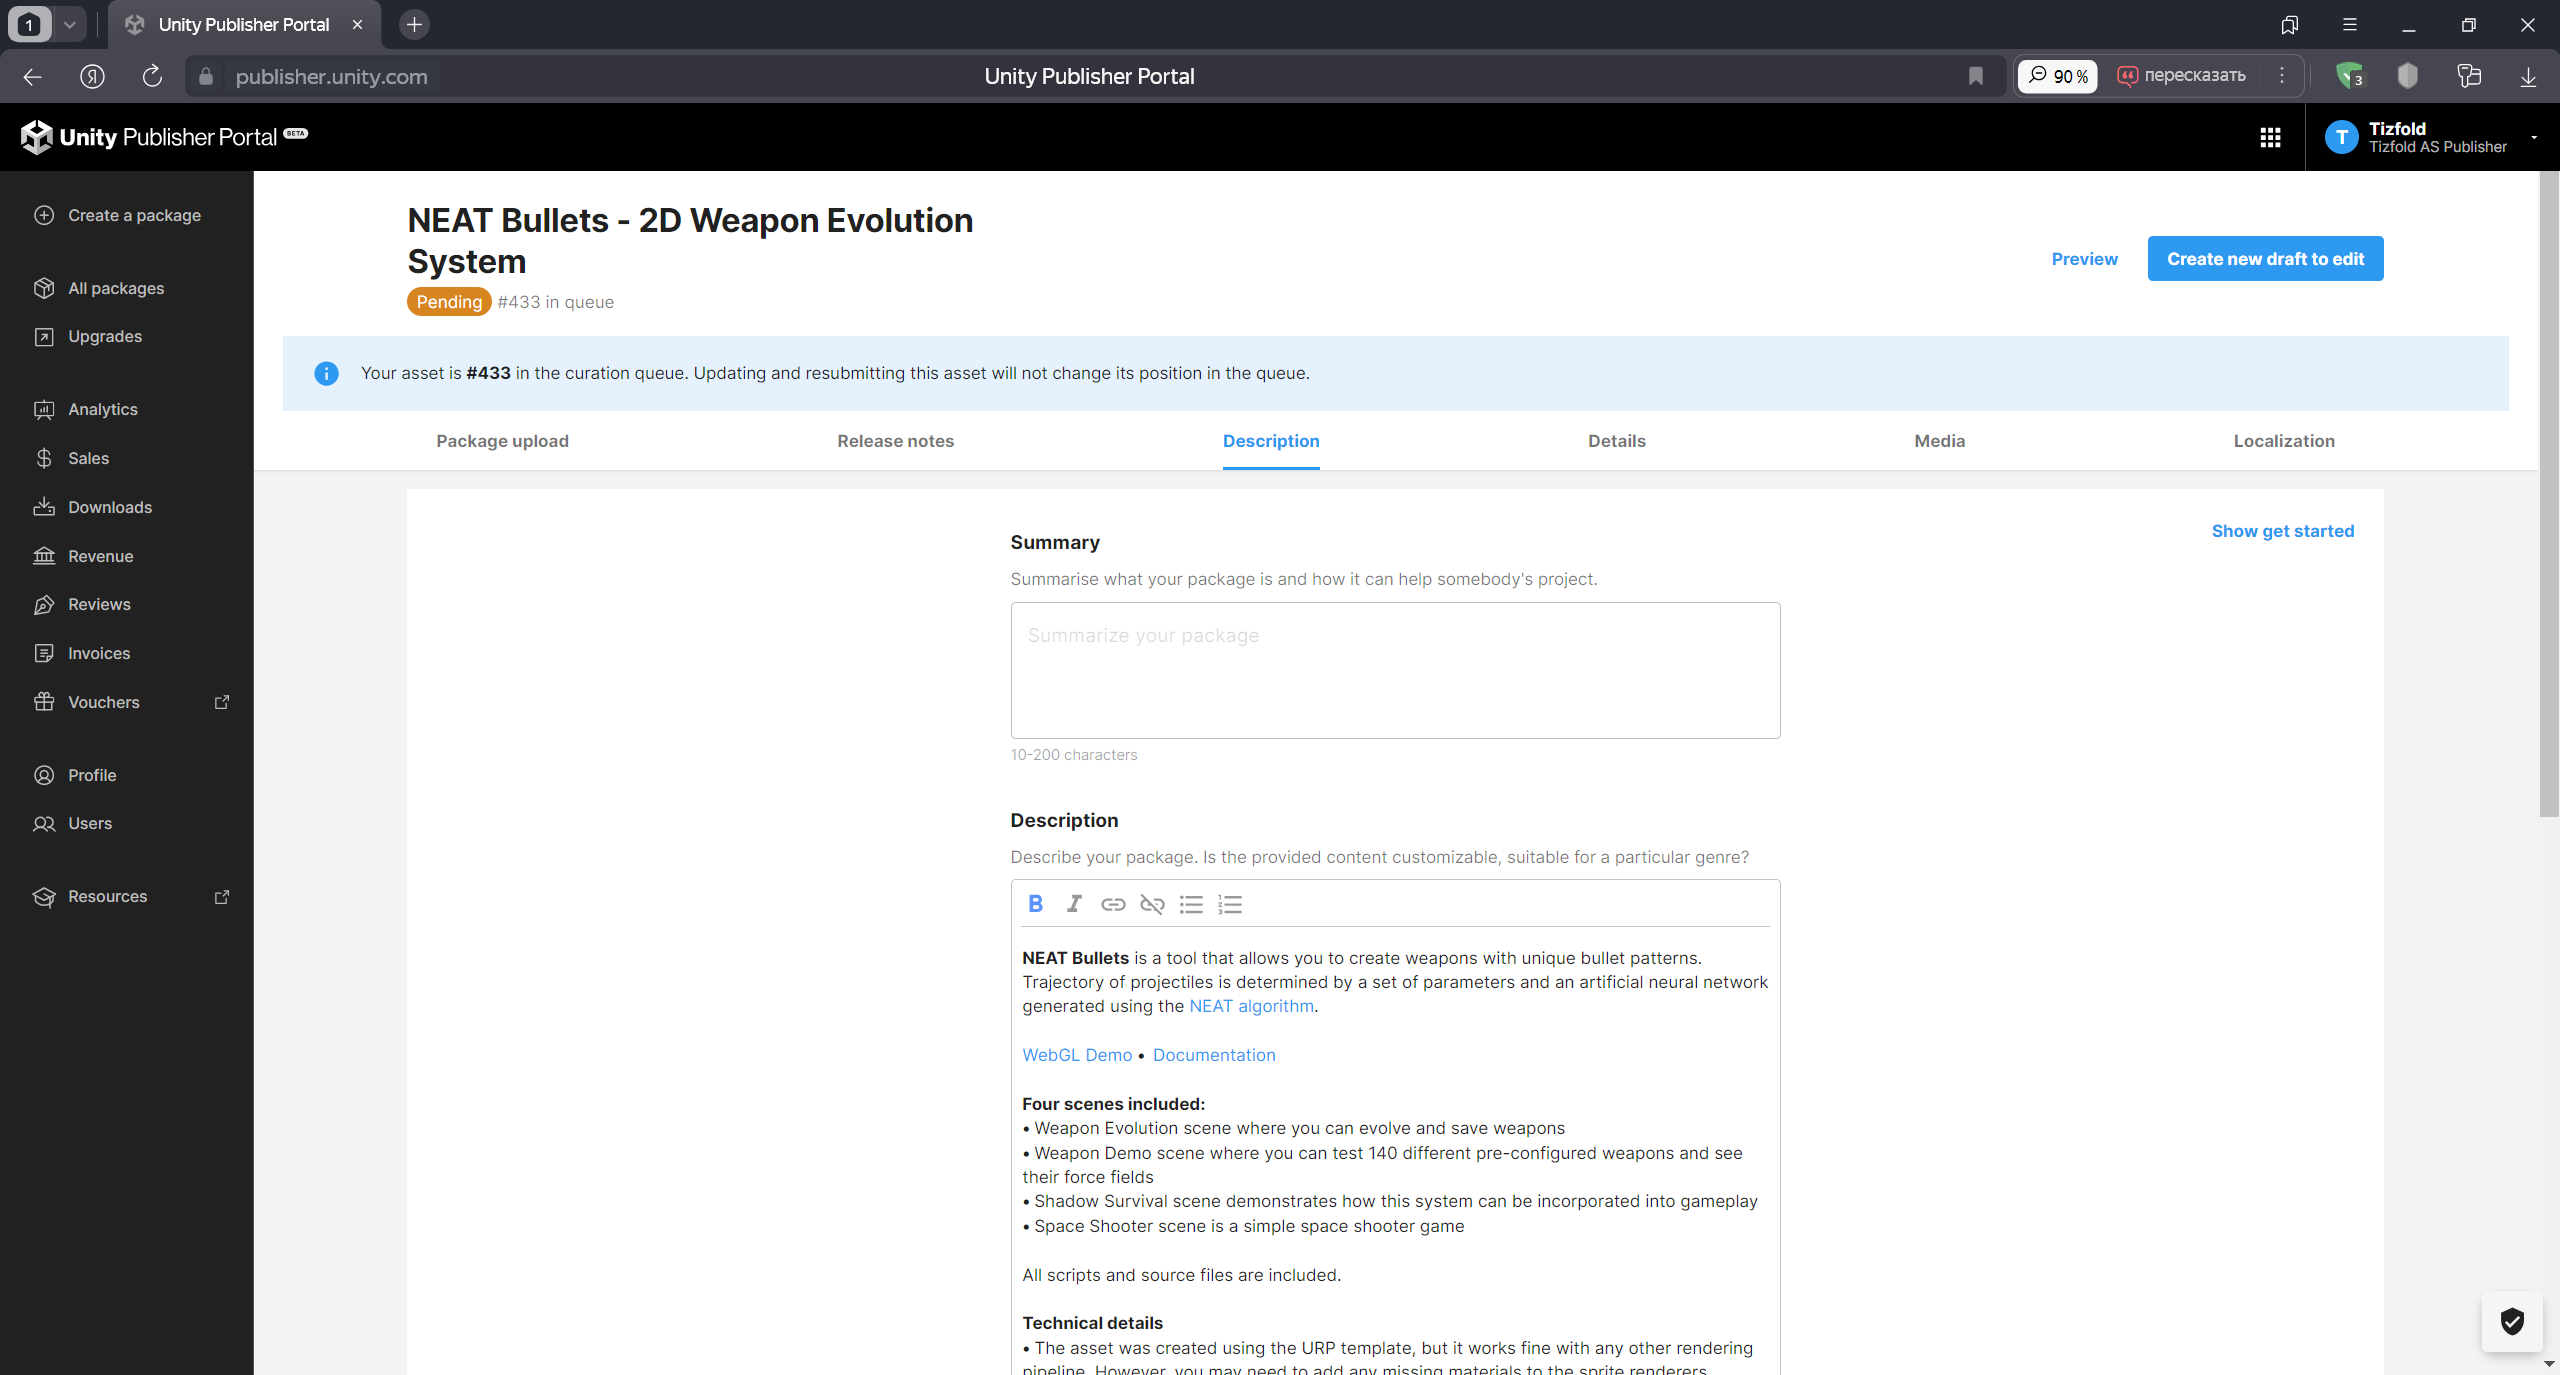 1
Unity Publisher Portal
publisher.unity.com
Unity Publisher Portal
90 %
пересказать
3
Unity Publisher Portal BETA
T
Tizfold
Tizfold AS Publisher
Create a package
All packages
Upgrades
Analytics
Sales
Downloads
Revenue
Reviews
Invoices
Vouchers
Profile
Users
Resources
NEAT Bullets - 2D Weapon Evolution
System
Pending #433 in queue
Preview
Create new draft to edit
Your asset is #433 in the curation queue. Updating and resubmitting this asset will not change its position in the queue.
Package upload
Release notes
Description
Details
Media
Localization
Show get started
Summary
Summarise what your package is and how it can help somebody's project.
Summarize your package
10-200 characters
Description
Describe your package. Is the provided content customizable, suitable for a particular genre?
NEAT Bullets is a tool that allows you to create weapons with unique bullet patterns.
Trajectory of projectiles is determined by a set of parameters and an artificial neural network
generated using the NEAT algorithm.
WebGL Demo • Documentation
Four scenes included:
• Weapon Evolution scene where you can evolve and save weapons
• Weapon Demo scene where you can test 140 different pre-configured weapons and see
their force fields
• Shadow Survival scene demonstrates how this system can be incorporated into gameplay
• Space Shooter scene is a simple space shooter game
All scripts and source files are included.
Technical details
• The asset was created using the URP template, but it works fine with any other rendering
pipeline. However, you may need to add any missing materials to the sprite renderers.